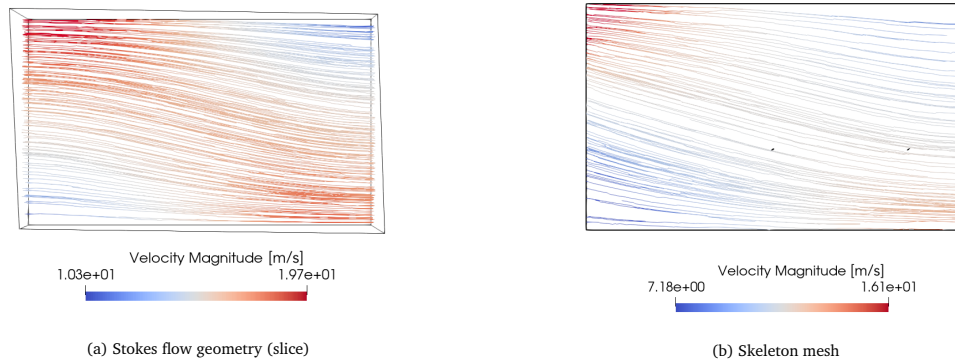 Velocity Magnitude [m/s]
1.03e+01 1.97e+01
(a) Stokes flow geometry (slice)
Velocity Magnitude [m/s]
7.18e+00 1.61e+01
(b) Skeleton mesh